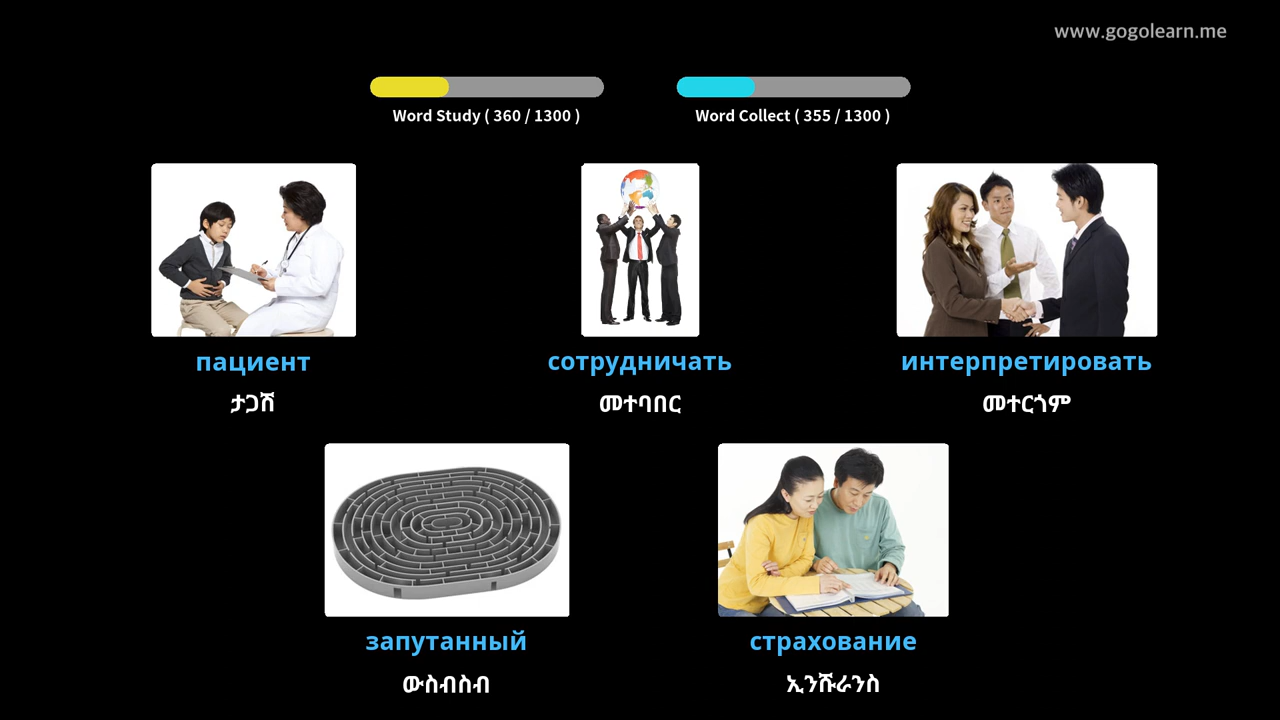 www.gogolearn.me
Word Study ( 360 / 1300 )
Word Collect ( 355 / 1300 )
пациент
сотрудничать
интерпретировать
ታጋሽ
መተባበር
መተርጎም
запутанный
страхование
ውስብስብ
ኢንሹራንስ